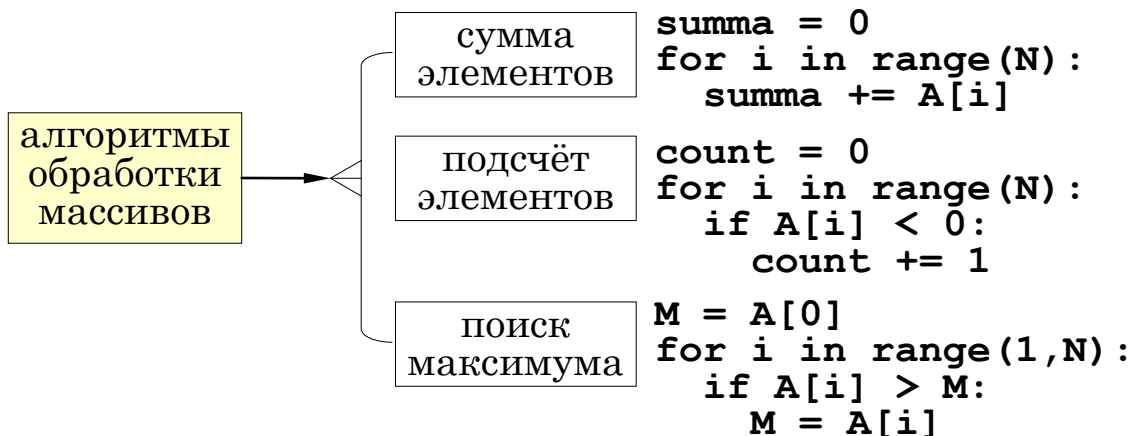 алгоритмы
обработки
массивов
сумма
элементов
summa = 0
for i in range(N):
  summa += A[i]
подсчёт
элементов
count = 0
for i in range(N):
  if A[i] < 0:
    count += 1
поиск
максимума
M = A[0]
for i in range(1,N):
  if A[i] > M:
    M = A[i]